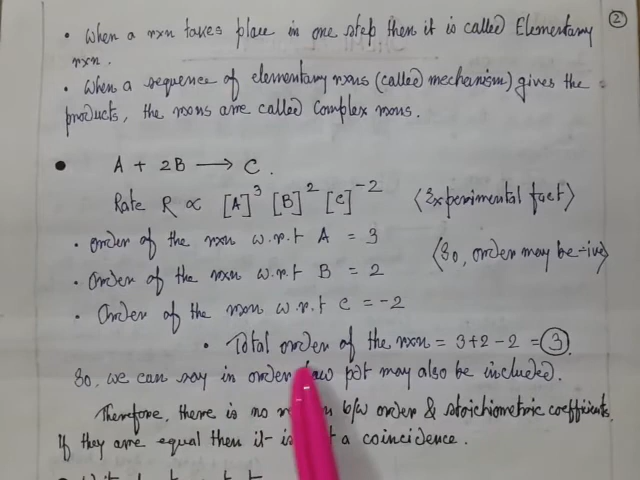 ②
• When a rxn takes place in one step then it is called Elementary
rxn.
• When a sequence of elementary rxns (called mechanism) gives the
products, the rxns are called Complex rxns.
• A + 2B ⟶ C.
Rate R ∝ [A]³ [B]² [C]⁻² ⟨Experimental fact⟩
• Order of the rxn w.r.t A = 3 ⟨So, order may be -ive⟩
• Order of the rxn w.r.t B = 2
• Order of the rxn w.r.t C = -2
• Total order of the rxn = 3+2-2 = ③
So, we can say in order law pdt may also be included.
Therefore, there is no b/w order & stoichiometric coefficients.
If they are equal then it is a coincidence.